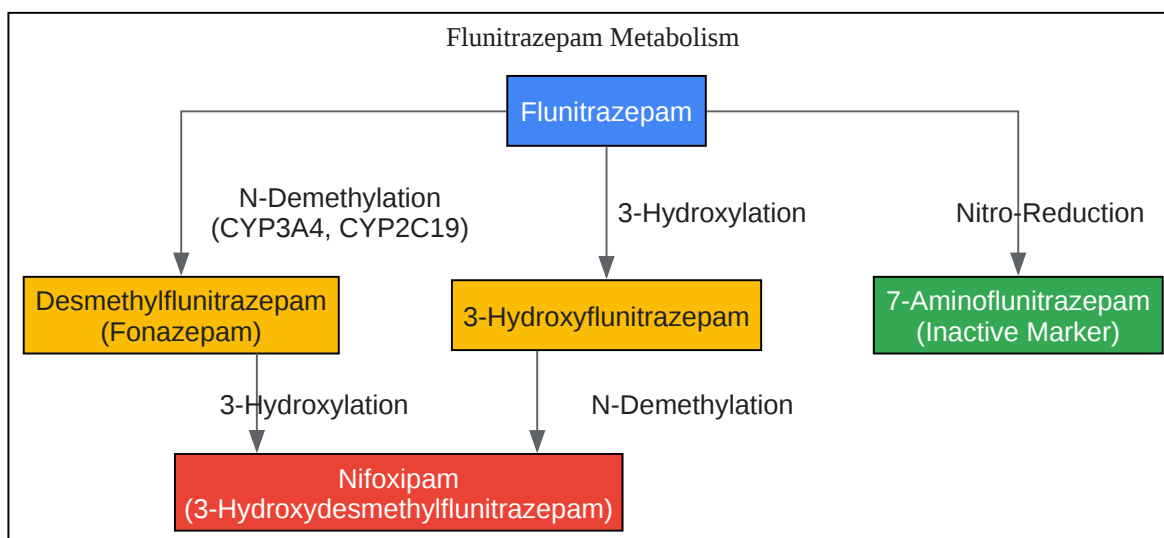 Flunitrazepam Metabolism
Flunitrazepam
N-Demethylation
(CYP3A4, CYP2C19)
3-Hydroxylation
Nitro-Reduction
Desmethylflunitrazepam
(Fonazepam)
3-Hydroxyflunitrazepam
7-Aminoflunitrazepam
(Inactive Marker)
3-Hydroxylation
N-Demethylation
Nifoxipam
(3-Hydroxydesmethylflunitrazepam)